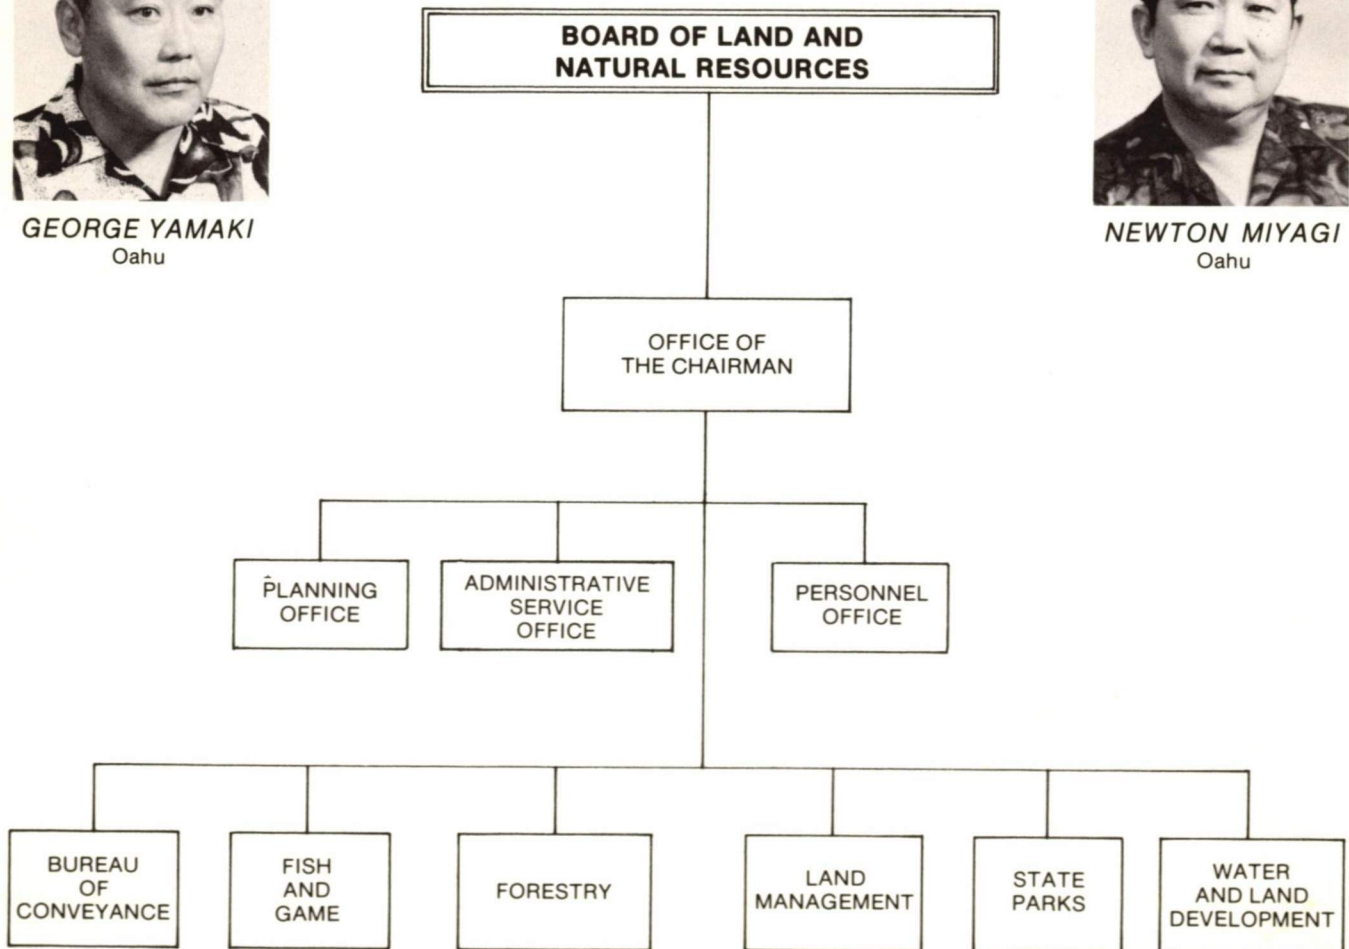 BOARD OF LAND AND
NATURAL RESOURCES
GEORGE YAMAKI
Oahu
NEWTON MIYAGI
Oahu
OFFICE OF
THE CHAIRMAN
PLANNING
OFFICE
ADMINISTRATIVE
SERVICE
OFFICE
PERSONNEL
OFFICE
BUREAU
OF
CONVEYANCE
FISH
AND
GAME
FORESTRY
LAND
MANAGEMENT
STATE
PARKS
WATER
AND LAND
DEVELOPMENT